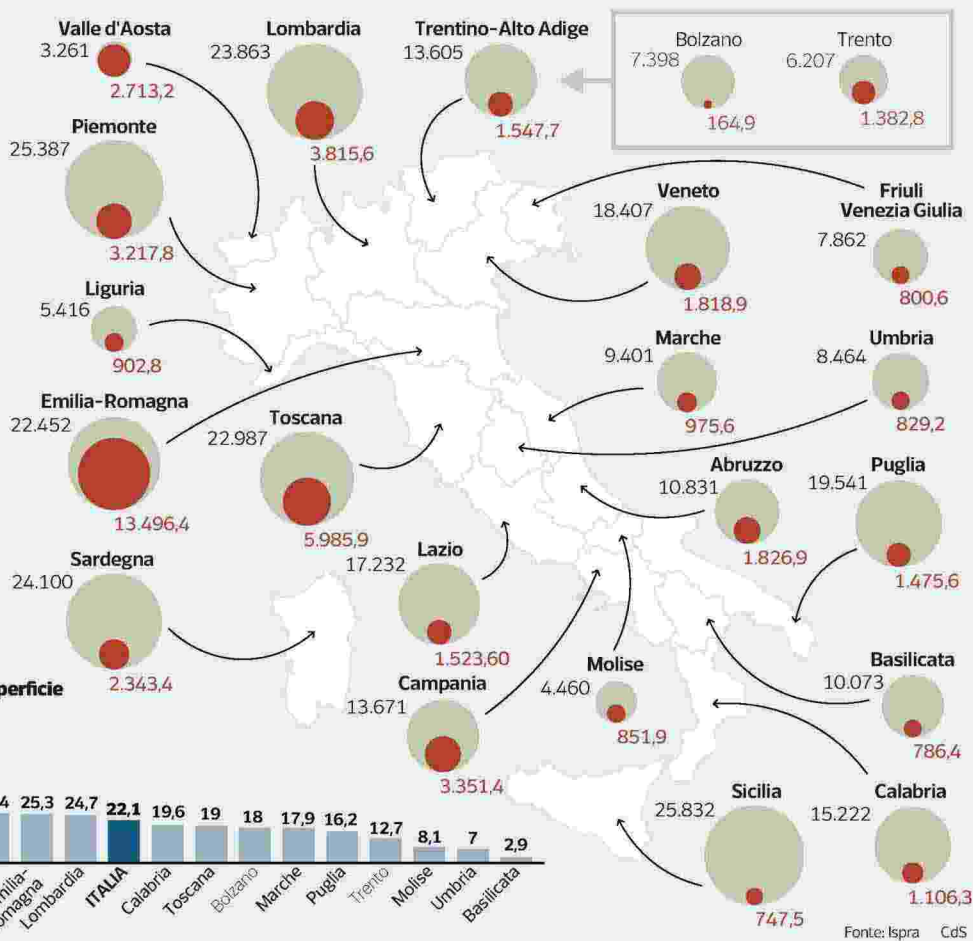 Valle d'Aosta
3.261
2.713,2
Lombardia
23.863
3.815,6
Trentino-Alto Adige
13.605
1.547,7
Bolzano
7.398
164,9
Trento
6.207
1.382,8
Piemonte
25.387
3.217,8
Veneto
18.407
1.818,9
Friuli
Venezia Giulia
7.862
800,6
Liguria
5.416
902,8
Marche
9.401
975,6
Umbria
8.464
829,2
Emilia-Romagna
22.452
13.496,4
Toscana
22.987
5.985,9
Abruzzo
10.831
1.826,9
Puglia
19.541
1.475,6
Sardegna
24.100
2.343,4
Lazio
17.232
1.523,60
Campania
13.671
3.351,4
Molise
4.460
851,9
Basilicata
10.073
786,4
Sicilia
25.832
747,5
Calabria
15.222
1.106,3
perficie
4 25,3 24,7 22,1 19,6 19 18 17,9 16,2 12,7 8,1 7 2,9
milia-
omagna
Lombardia
ITALIA
Calabria
Toscana
Bolzano
Marche
Puglia
Trento
Molise
Umbria
Basilicata
Fonte: Ispra CdS